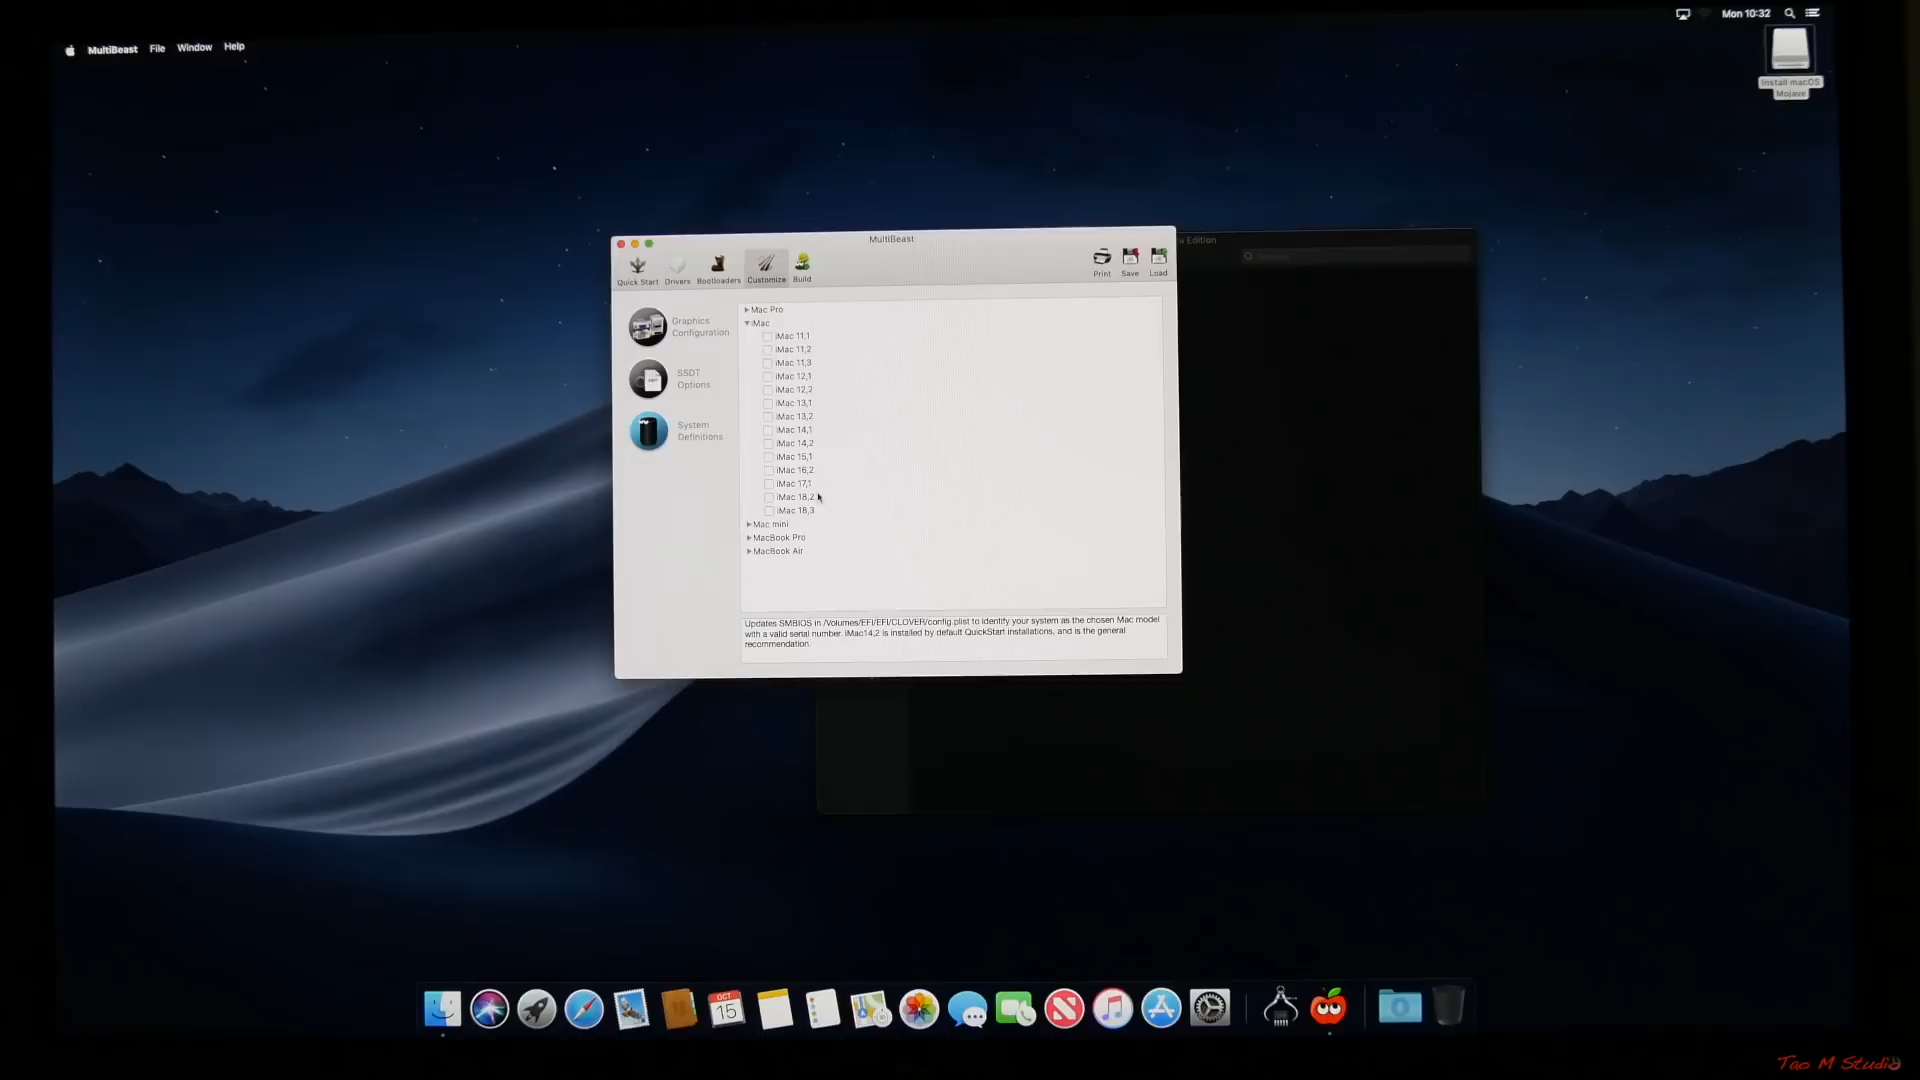 MultiBeast File Window Help
Mon 10:32
Install macOS
Mojave
MultiBeast
Edition
Quick Start Drivers Bootloaders Customize Build
Print Save Load
Graphics
Configuration
SSDT
Options
System
Definitions
Mac Pro
iMac
iMac 11,1
iMac 11,2
iMac 11,3
iMac 12,1
iMac 12,2
iMac 13,1
iMac 13,2
iMac 14,1
iMac 14,2
iMac 15,1
iMac 16,2
iMac 17,1
iMac 18,2
iMac 18,3
Mac mini
MacBook Pro
MacBook Air
Updates SMBIOS in /Volumes/EFI/EFI/CLOVER/config.plist to identify your system as the chosen Mac model
with a valid serial number. iMac14,2 is installed by default QuickStart installations, and is the general
recommendation.
OCT
15
Tao M Studio